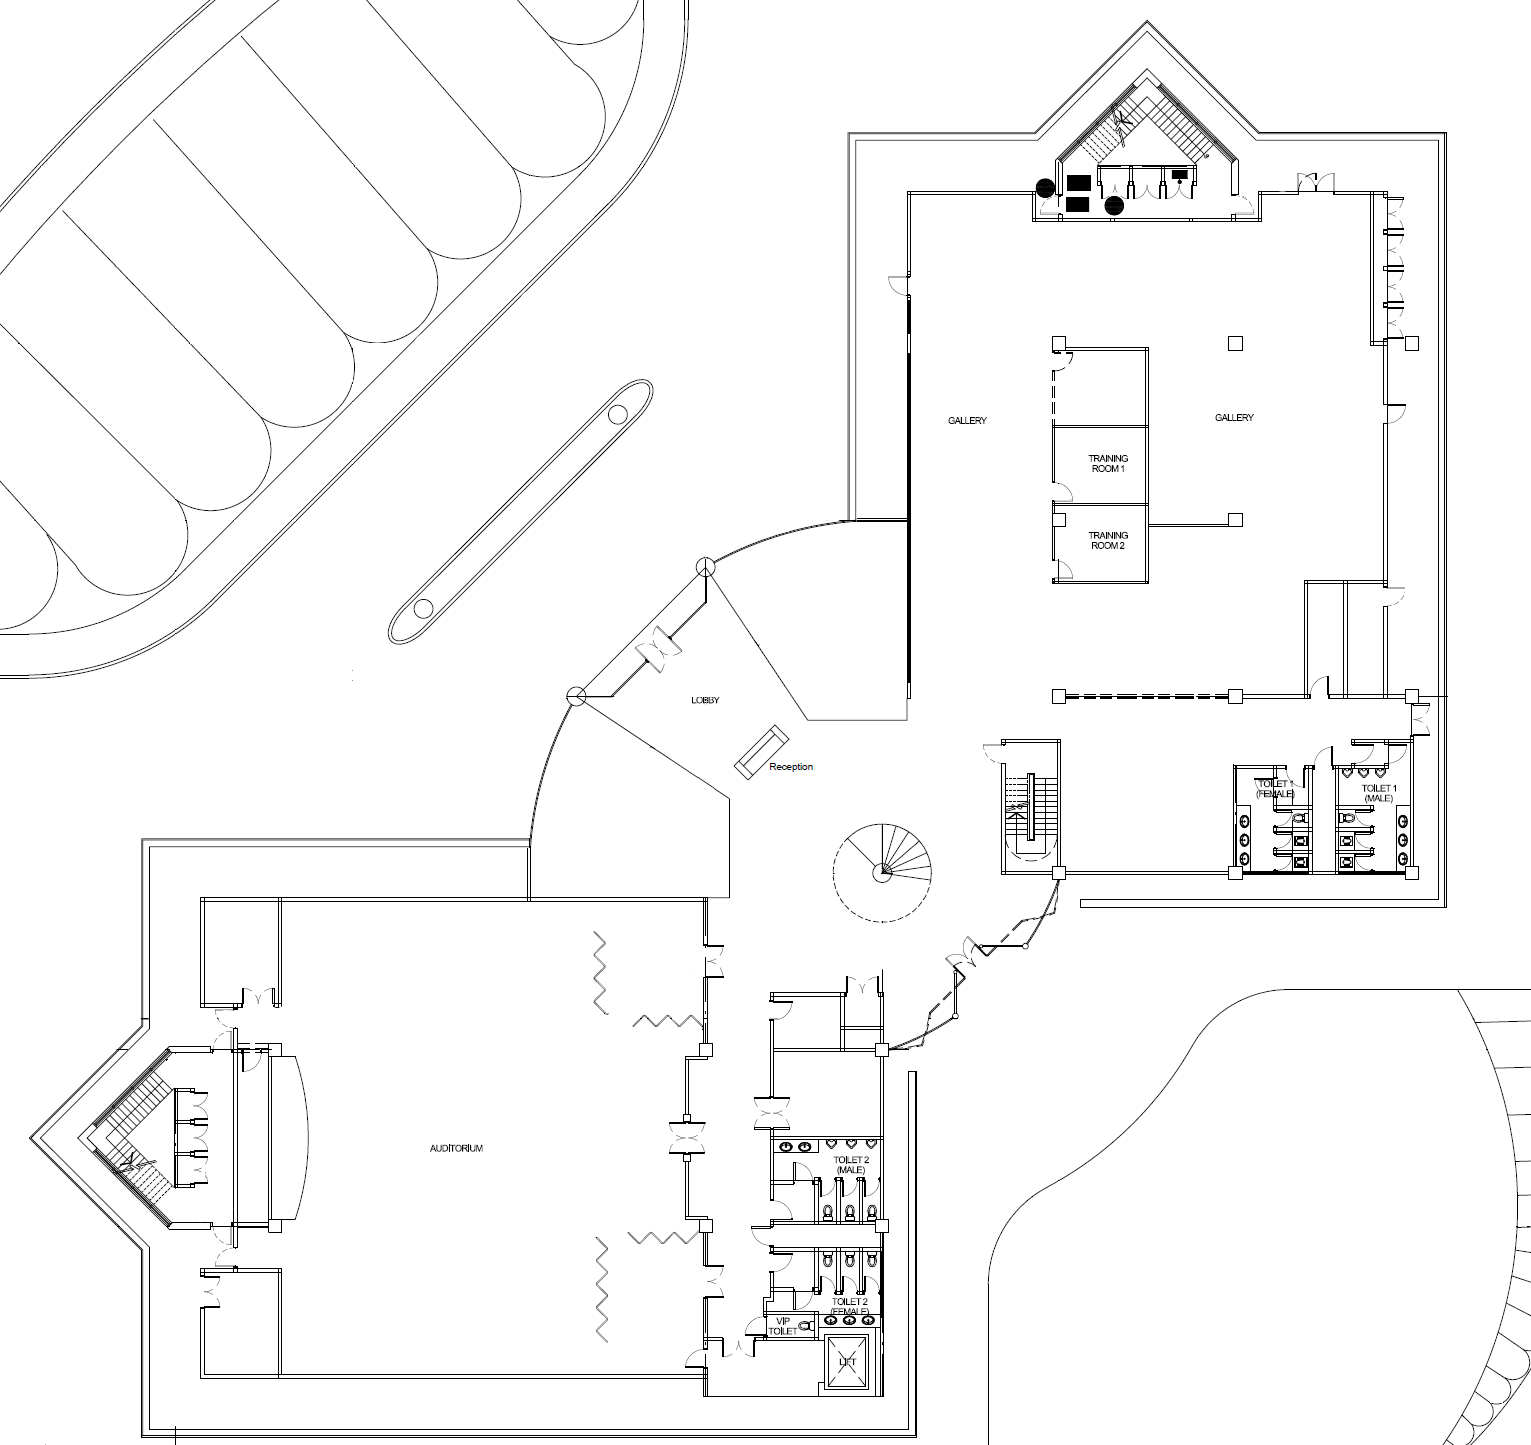 GALLERY
GALLERY
TRAINING
ROOM 1
TRAINING
ROOM 2
LOBBY
Reception
TOILET 1
(FEMALE)
TOILET 1
(MALE)
AUDITORIUM
TOILET 2
(MALE)
TOILET 2
(FEMALE)
VIP
TOILET
LIFT